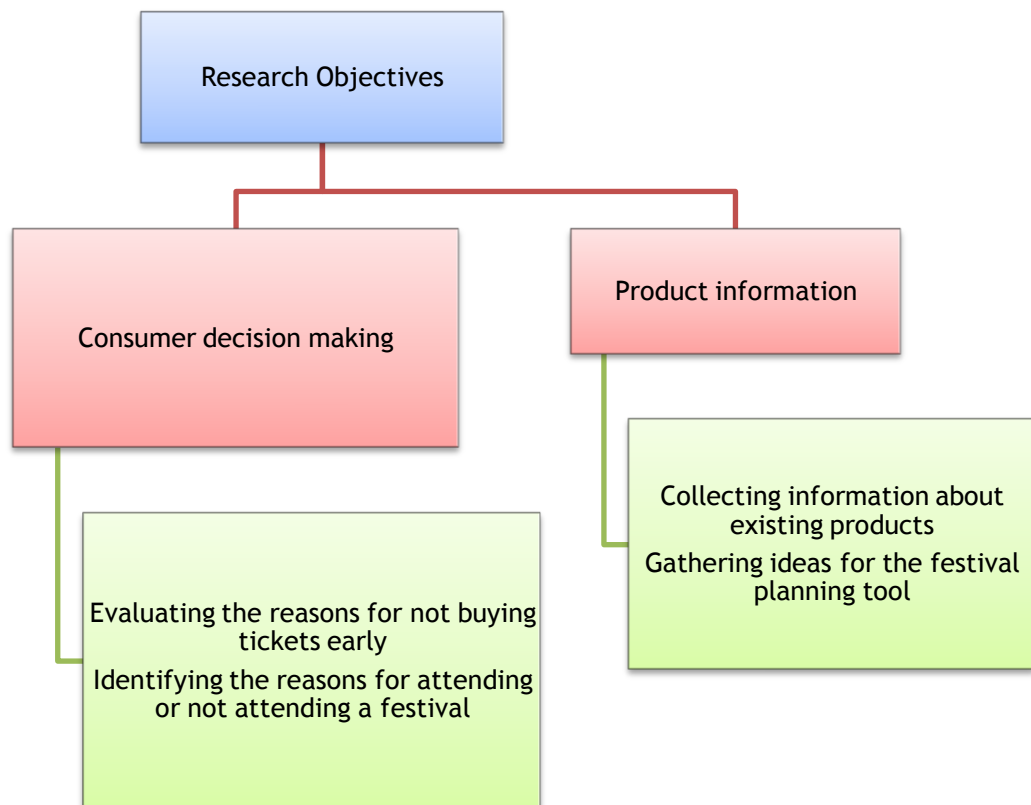 Research Objectives
Consumer decision making
Product information
Evaluating the reasons for not buying
tickets early
Identifying the reasons for attending
or not attending a festival
Collecting information about
existing products
Gathering ideas for the festival
planning tool